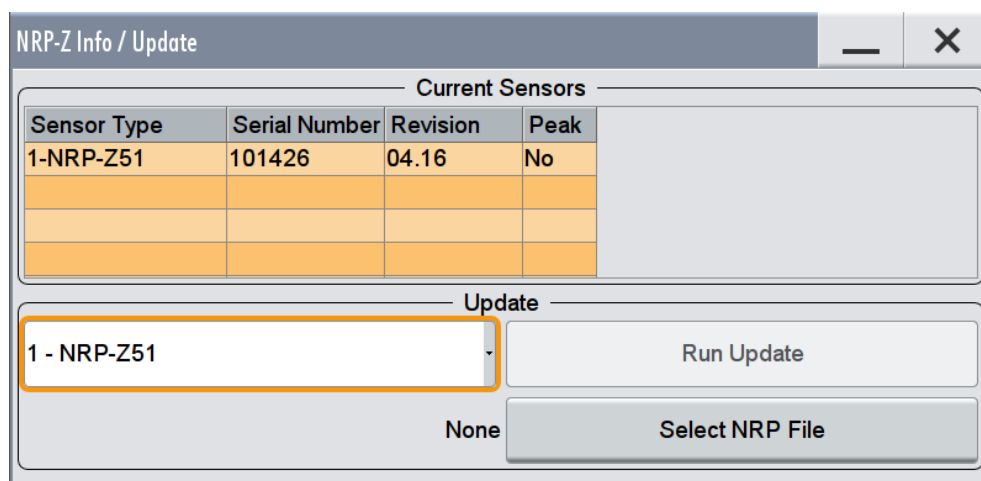 NRP-Z Info / Update
Current Sensors
Sensor Type Serial Number Revision Peak
1-NRP-Z51 101426 04.16 No
Update
1 - NRP-Z51 Run Update
None Select NRP File